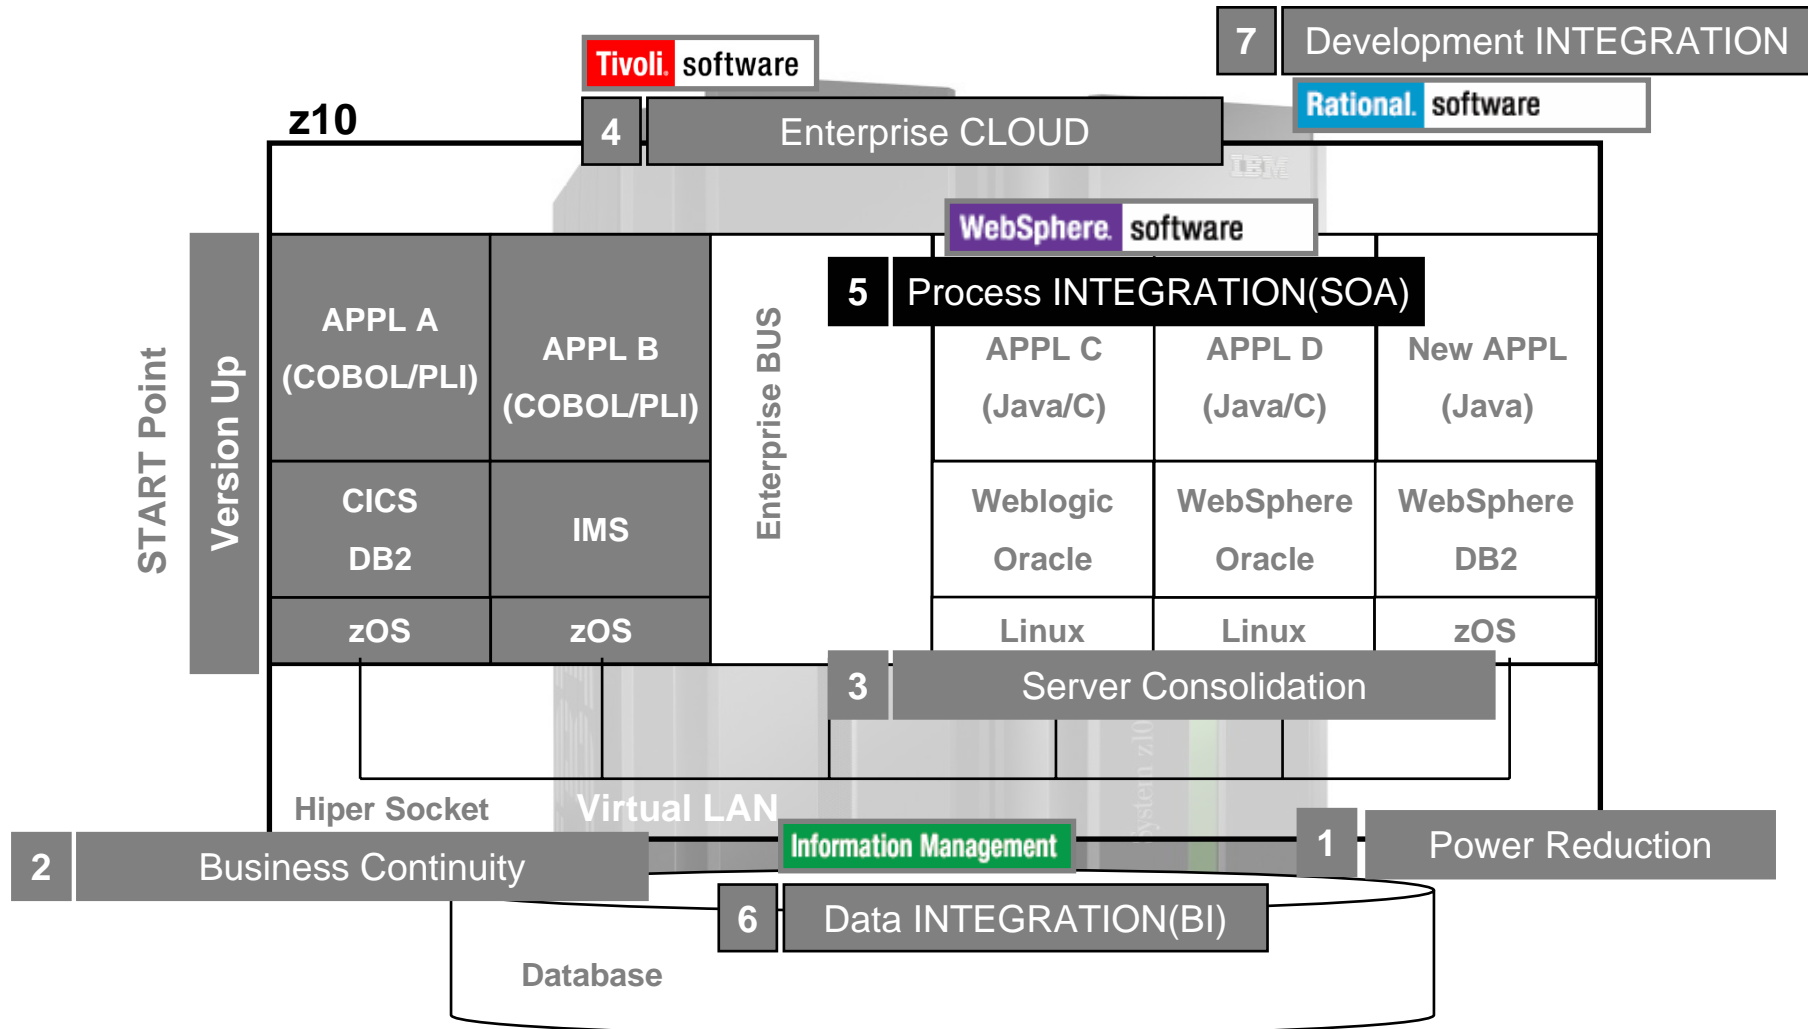 7 Development INTEGRATION
Tivoli. software
Rational. software
z10
4 Enterprise CLOUD
IBM
WebSphere. software
5 Process INTEGRATION(SOA)
START Point
Version Up
APPL A
(COBOL/PLI)
APPL B
(COBOL/PLI)
Enterprise BUS
APPL C
(Java/C)
APPL D
(Java/C)
New APPL
(Java)
CICS
DB2
IMS
Weblogic
Oracle
WebSphere
Oracle
WebSphere
DB2
zOS
zOS
Linux
Linux
zOS
3 Server Consolidation
System z10
Hiper Socket
Virtual LAN
1 Power Reduction
Information Management
2 Business Continuity
6 Data INTEGRATION(BI)
Database